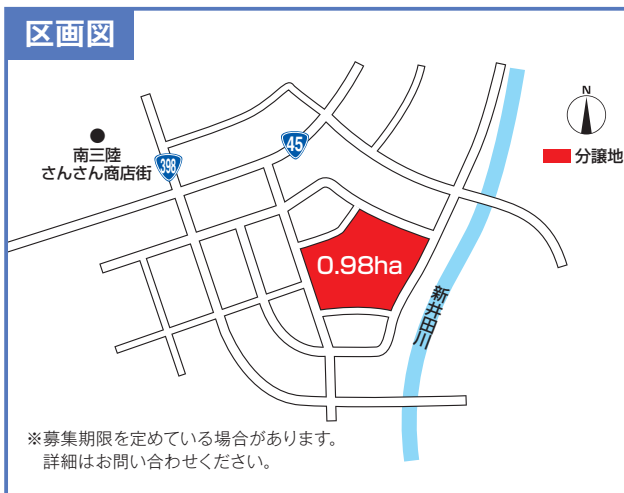 区画図
N
南三陸
さんさん商店街
398
45
分譲地
0.98ha
新井田川
※募集期限を定めている場合があります。
詳細はお問い合わせください。